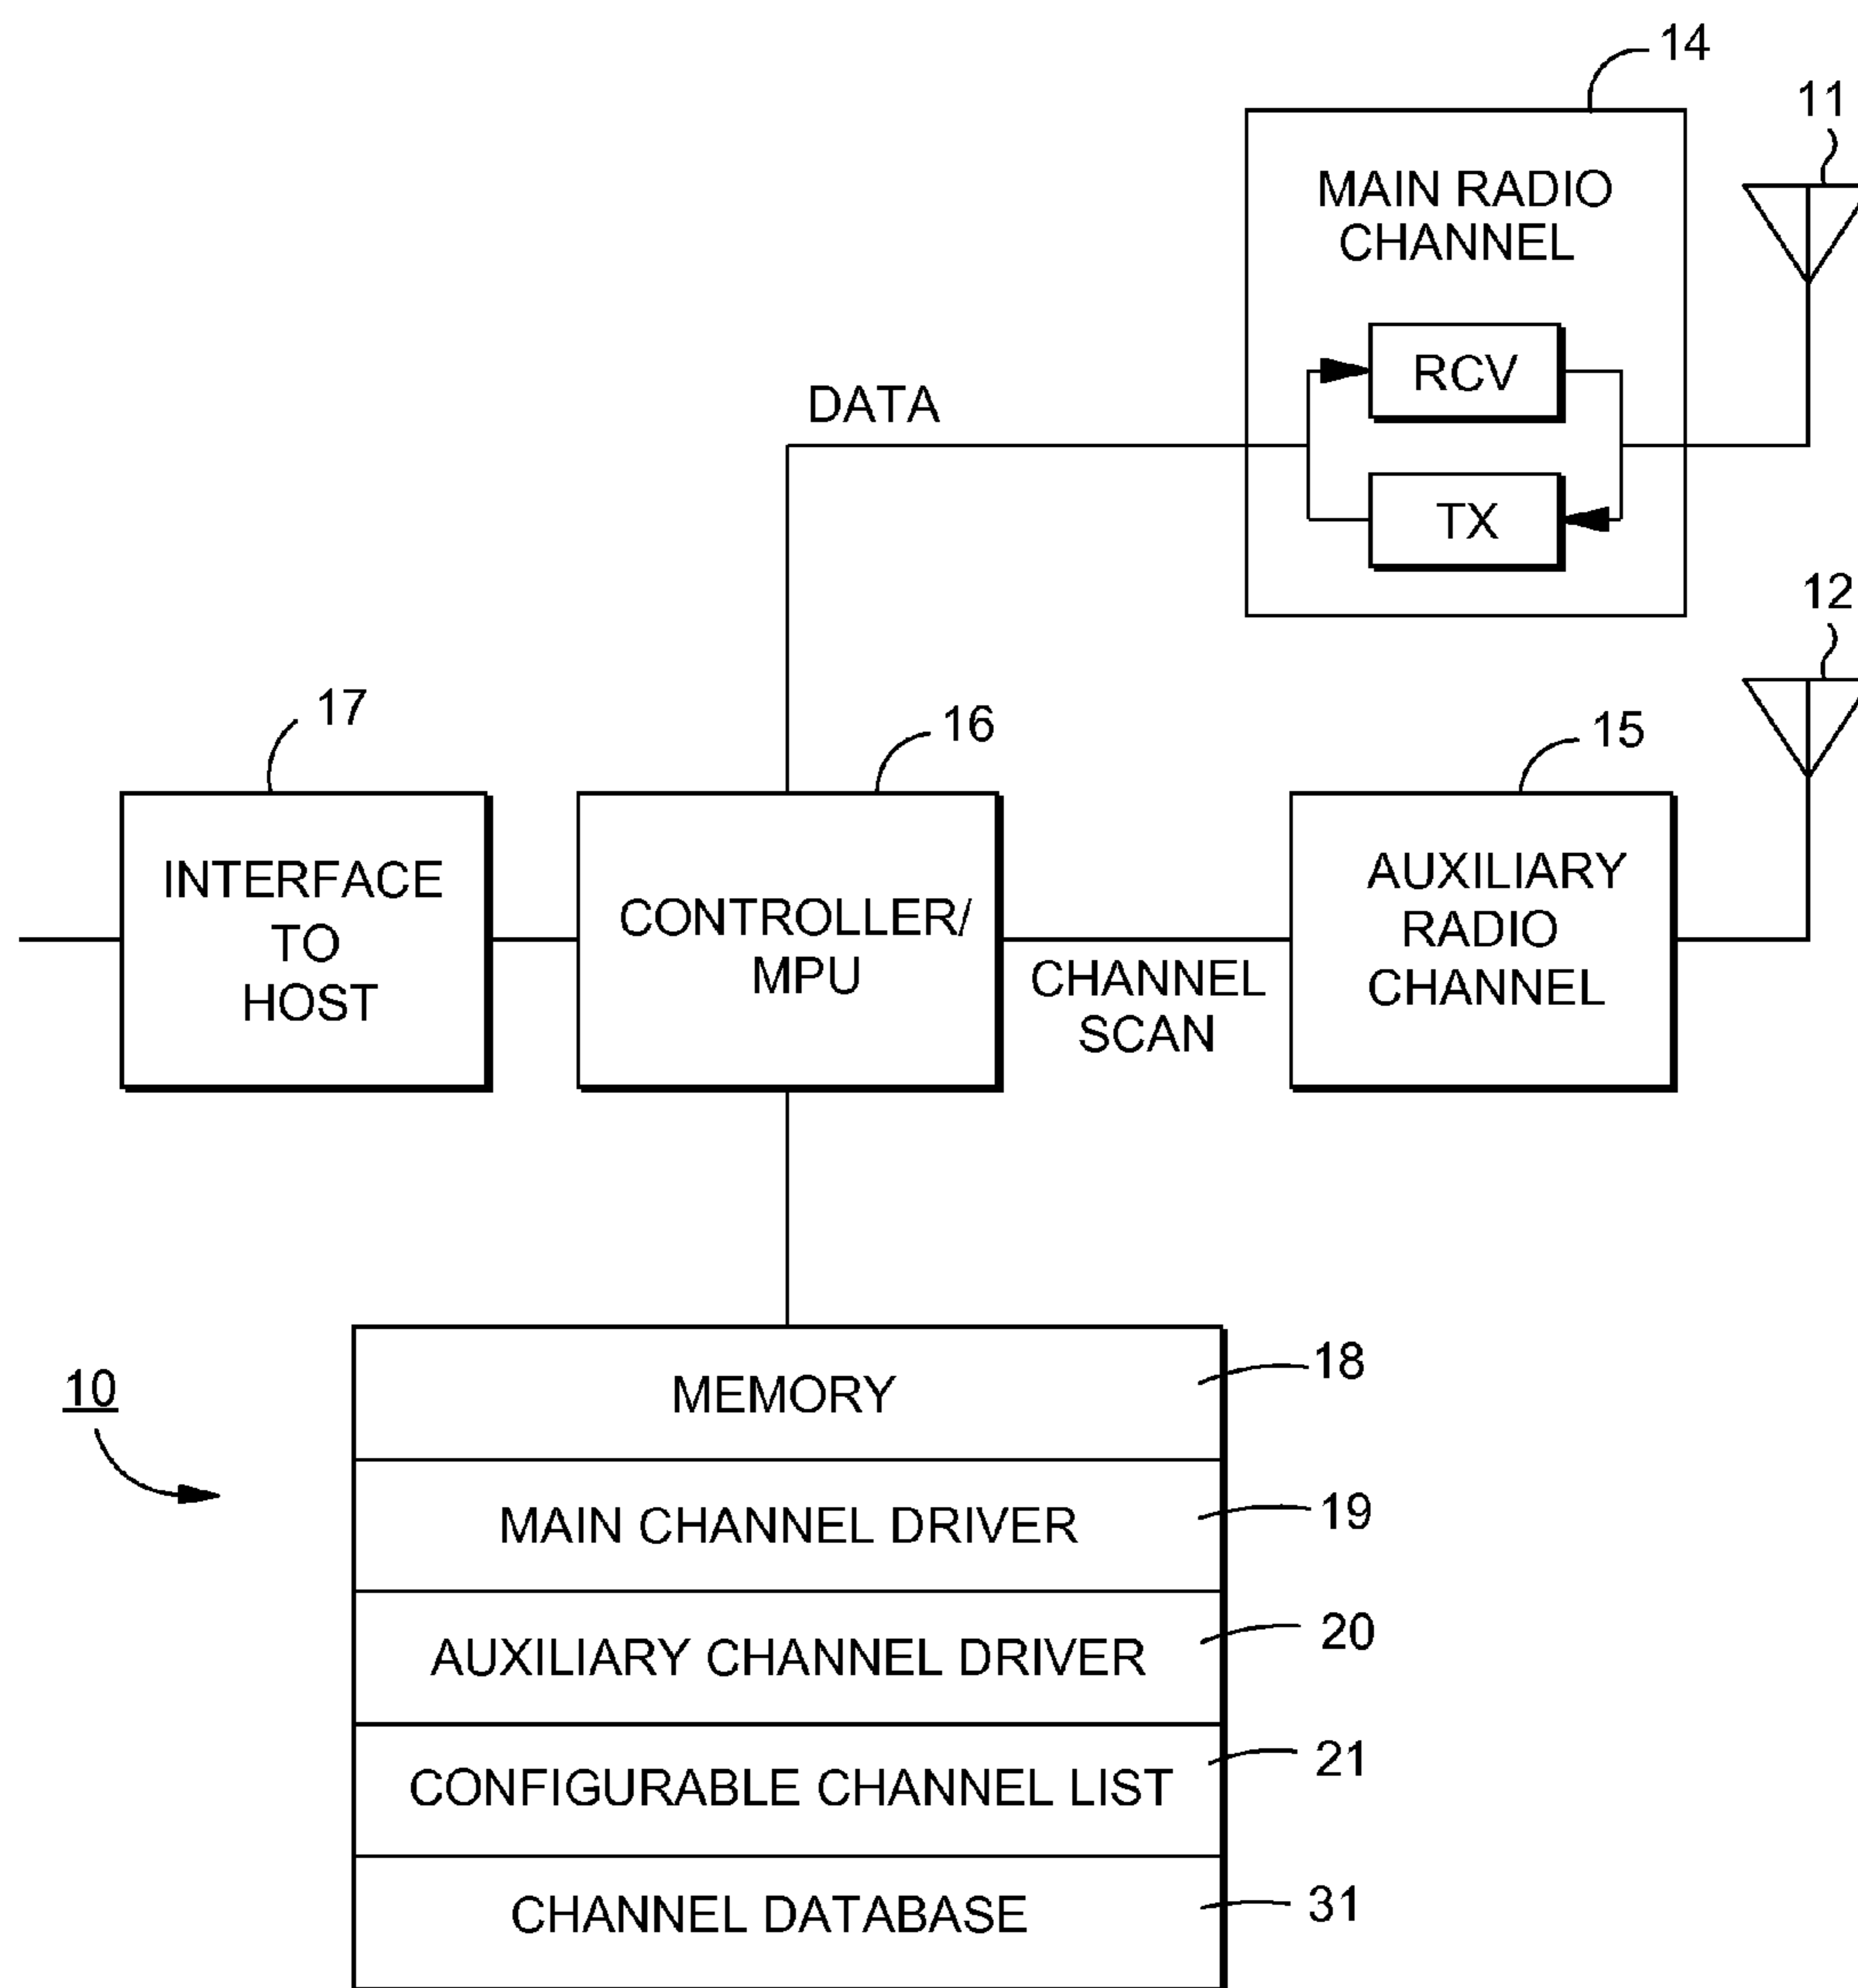 14
11
MAIN RADIO
CHANNEL
RCV
DATA
TX
12
17
16
15
INTERFACE
TO
HOST
CONTROLLER/
MPU
CHANNEL
SCAN
AUXILIARY
RADIO
CHANNEL
10
MEMORY
18
MAIN CHANNEL DRIVER
19
AUXILIARY CHANNEL DRIVER
20
CONFIGURABLE CHANNEL LIST
21
CHANNEL DATABASE
31